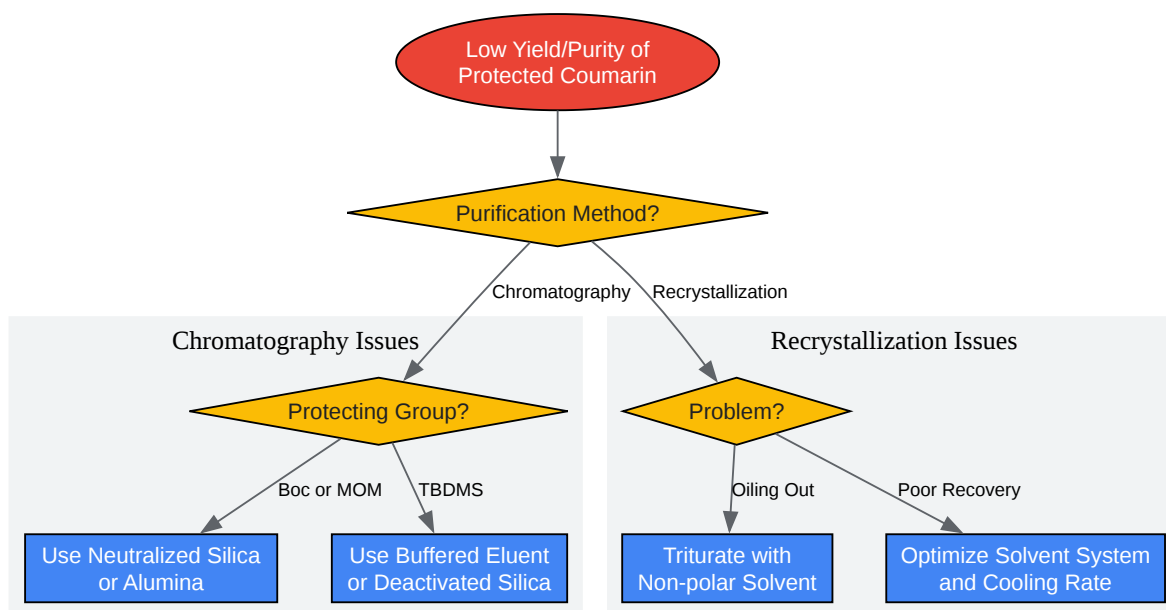 Low Yield/Purity of
Protected Coumarin
Purification Method?
Chromatography
Recrystallization
Chromatography Issues
Recrystallization Issues
Protecting Group?
Problem?
Boc or MOM
TBDMS
Oiling Out
Poor Recovery
Use Neutralized Silica
or Alumina
Use Buffered Eluent
or Deactivated Silica
Triturate with
Non-polar Solvent
Optimize Solvent System
and Cooling Rate